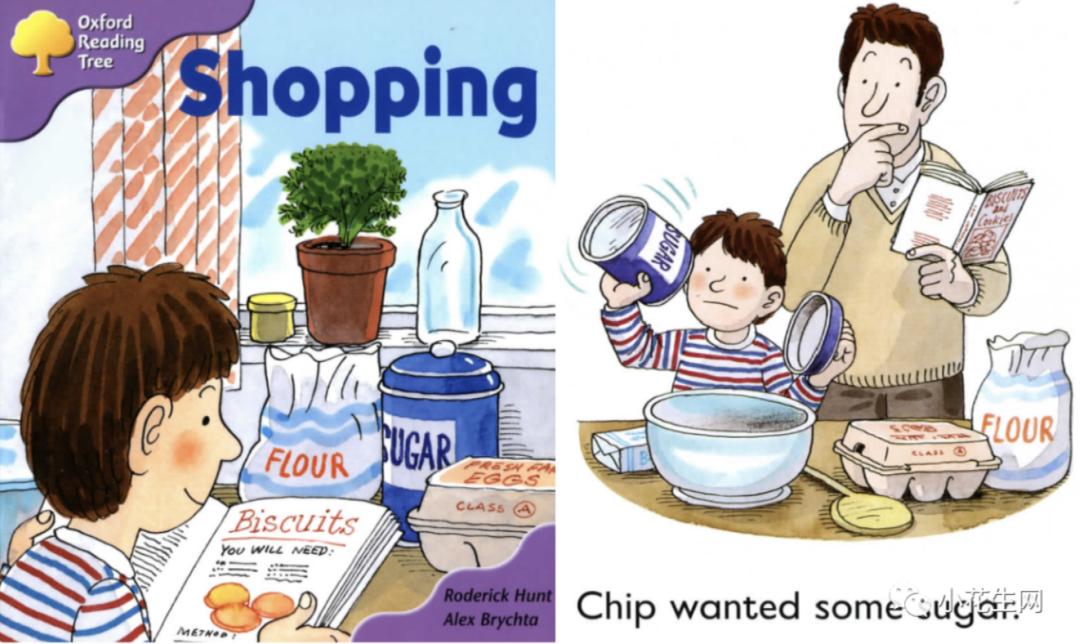 Oxford
Reading
Tree
Shopping
FLOUR
SUGAR
FRESH
EGGS
CLASS A
Biscuits
YOU WILL NEED:
METHOD:
Roderick Hunt
Alex Brychta
SUGAR
BISCUITS
and
Cookies
FLOUR
CLASS A
Chip wanted some sugar.
小花生网